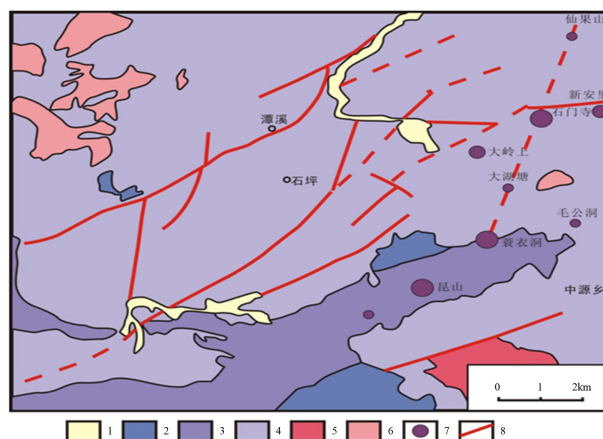 仙果山
新安里
石门寺
潭溪
大岭上
石坪
大湖塘
毛公洞
蓑衣洞
昆山
中源乡
0 1 2km
1 2 3 4 5 6 7 8